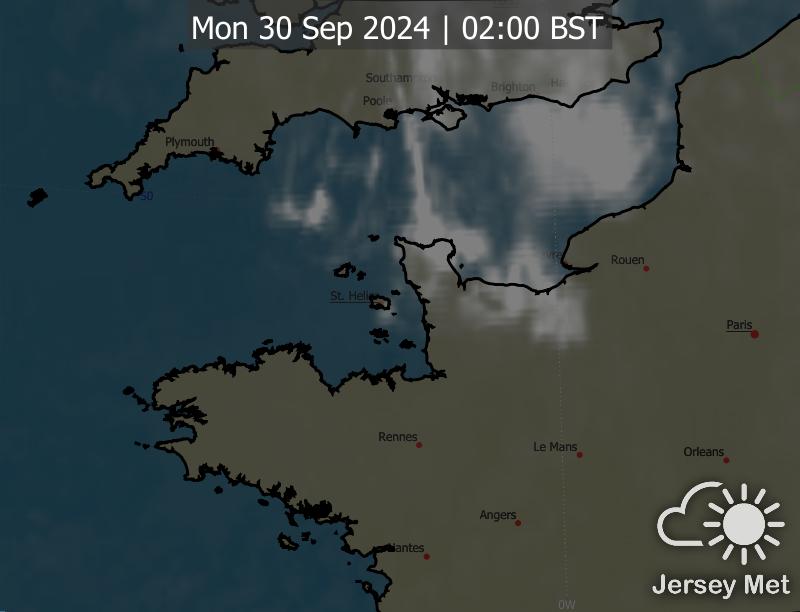 Mon 30 Sep 2024 | 02:00 BST
Southampton
Brighton
Poole
Plymouth
50
Rouen
St. Helier
Paris
Rennes
Le Mans
Orleans
Angers
Nantes
Jersey Met
0W